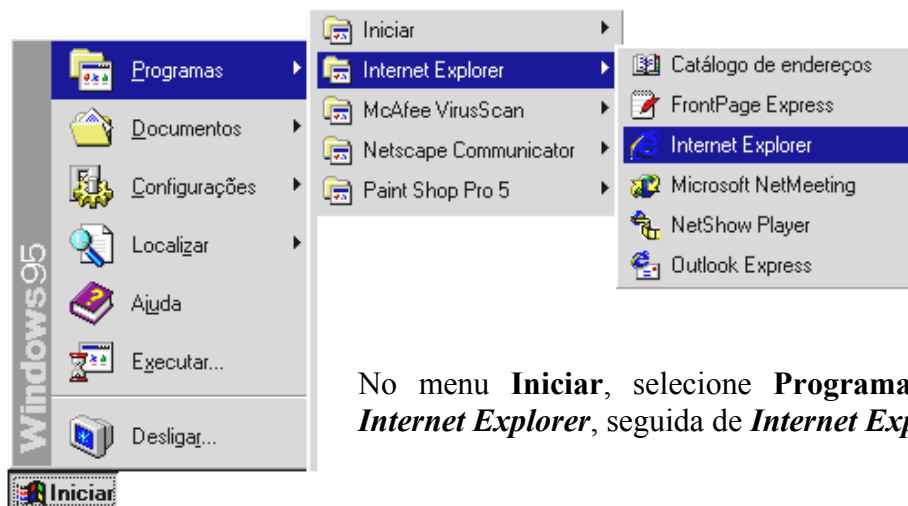 Windows95
Programas
Documentos
Configurações
Localizar
Ajuda
Executar...
Desligar...
Iniciar
Iniciar
Internet Explorer
McAfee VirusScan
Netscape Communicator
Paint Shop Pro 5
Catálogo de endereços
FrontPage Express
Internet Explorer
Microsoft NetMeeting
NetShow Player
Outlook Express
No menu Iniciar, selecione Programa
Internet Explorer, seguida de Internet Exp